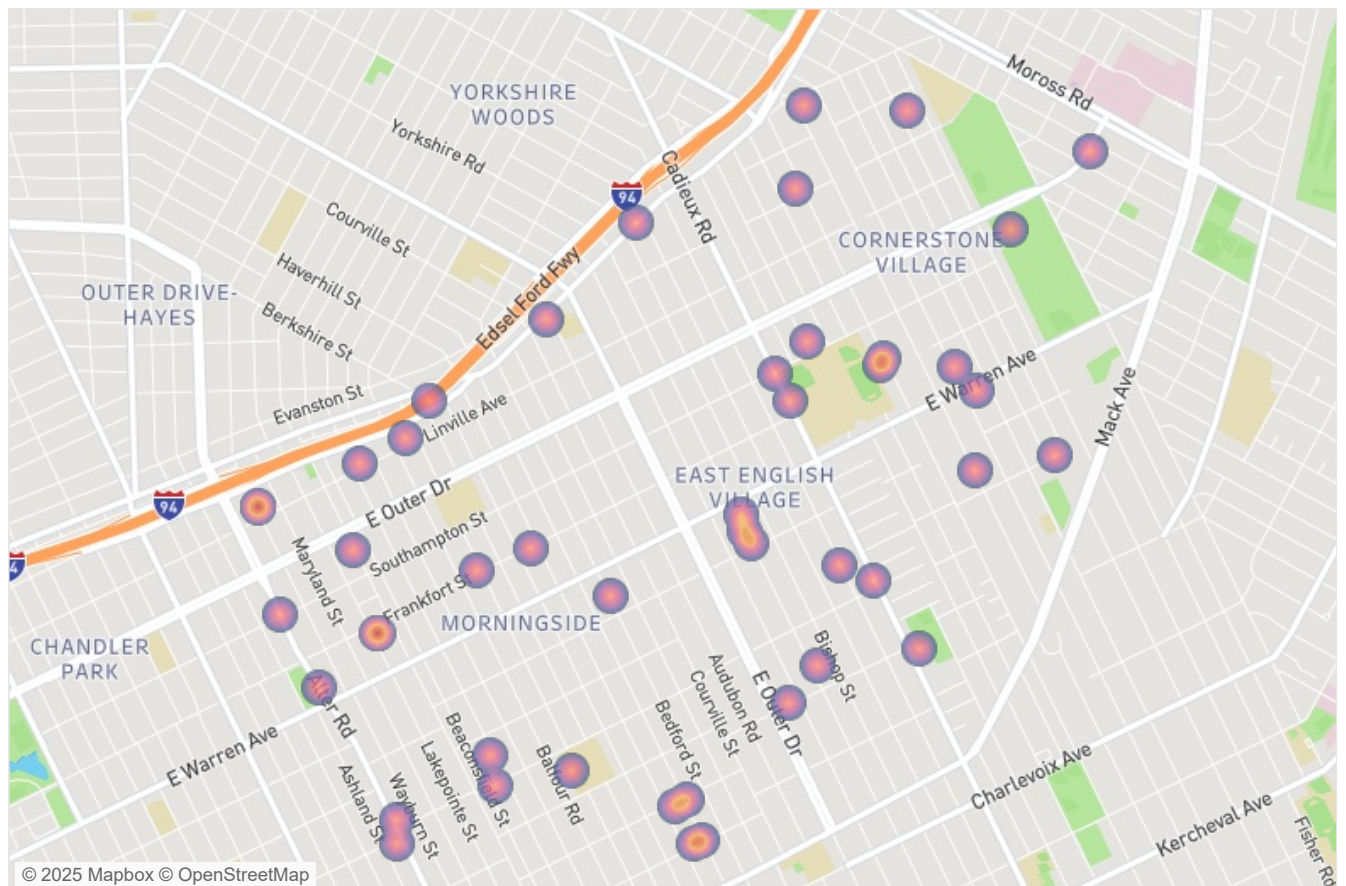 Moross Rd
YORKSHIRE
WOODS
Yorkshire Rd
Cadieux Rd
94
Courville St
CORNERSTONE
VILLAGE
Haverhill St
Edsel Ford Fwy
OUTER DRIVE-
HAYES
Berkshire St
E Warren Ave
Mack Ave
Evanston St
Linville Ave
EAST ENGLISH
VILLAGE
94
E Outer Dr
Southampton St
4
Maryland St
Frankfort St
MORNINGSIDE
CHANDLER
PARK
Bishop St
Alter Rd
Audubon Rd
Courville St
E Outer Dr
Bedford St
E Warren Ave
Beaconsfield St
Lakepointe St
Balfour Rd
Charlevoix Ave
Ashland St
Wayburn St
Kercheval Ave
Fisher Rd
© 2025 Mapbox © OpenStreetMap